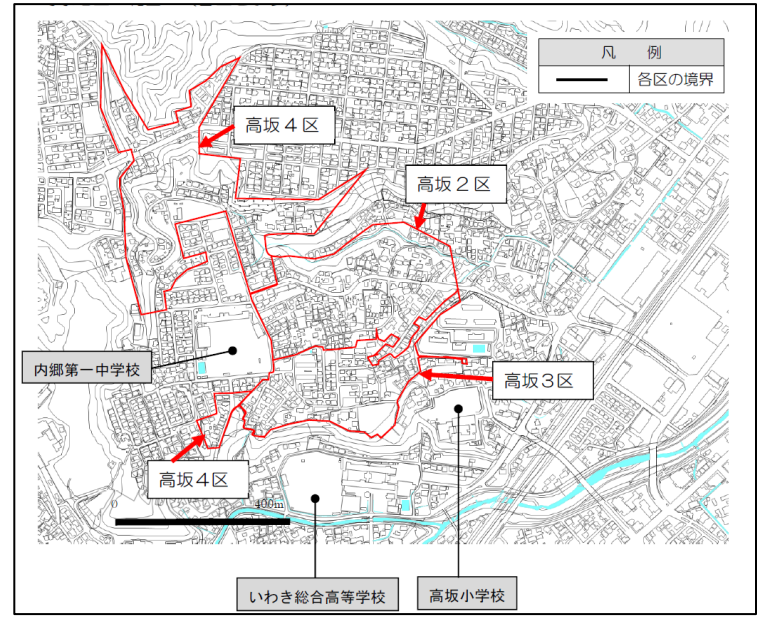 凡 例
各区の境界
高坂４区
高坂２区
内郷第一中学校
高坂３区
高坂４区
0 400m
いわき総合高等学校
高坂小学校